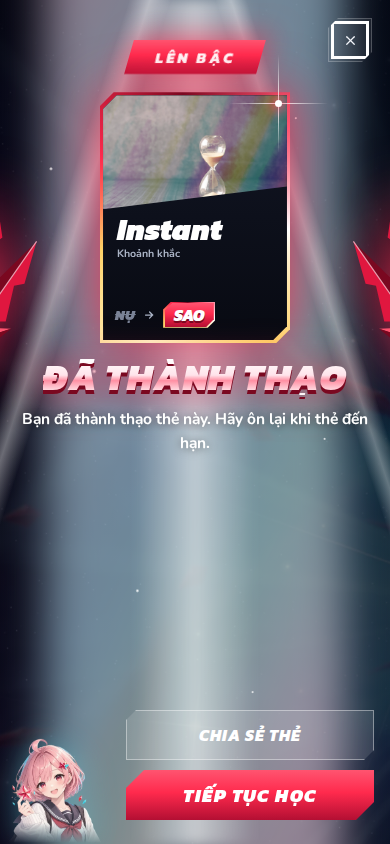 LÊN BẬC
Instant
Khoảnh khắc
NỤ → SAO
ĐÃ THÀNH THẠO
Bạn đã thành thạo thẻ này. Hãy ôn lại khi thẻ đến
hạn.
CHIA SẺ THẺ
TIẾP TỤC HỌC